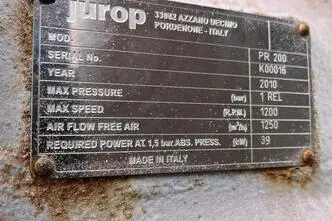 jurop
33082 AZZANO DECIMO
PORDENONE - ITALY
MODEL PR 200
SERIAL No. K00016
YEAR 2010
MAX PRESSURE (bar) 1 REL
MAX SPEED (R.P.M.) 1200
AIR FLOW FREE AIR 1250
REQUIRED POWER AT 1,5 bar ABS. PRESS. (kW) 39
MADE IN ITALY